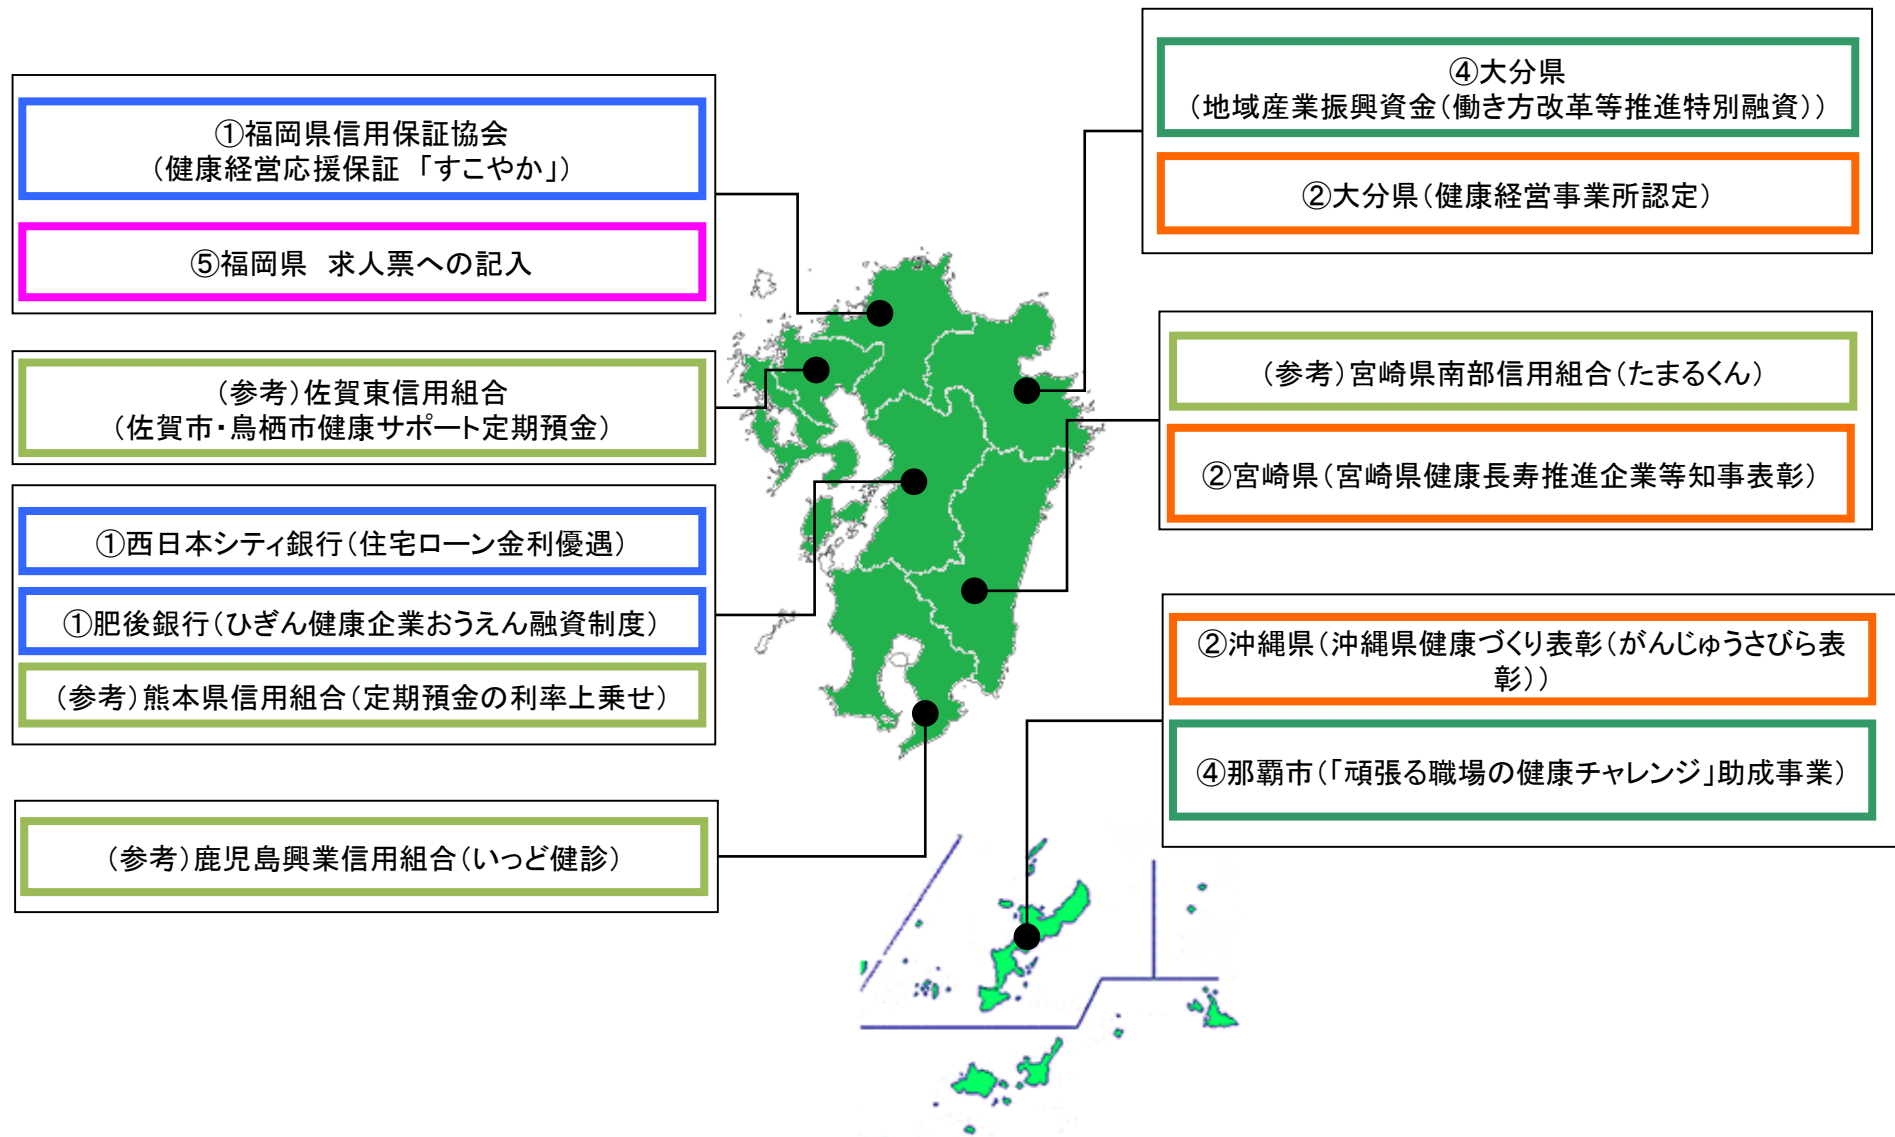 ①福岡県信用保証協会
（健康経営応援保証 「すこやか」）
⑤福岡県 求人票への記入
（参考）佐賀東信用組合
（佐賀市・鳥栖市健康サポート定期預金）
①西日本シティ銀行（住宅ローン金利優遇）
①肥後銀行（ひぎん健康企業おうえん融資制度）
（参考）熊本県信用組合（定期預金の利率上乗せ）
（参考）鹿児島興業信用組合（いっど健診）
④大分県
（地域産業振興資金（働き方改革等推進特別融資））
②大分県（健康経営事業所認定）
（参考）宮崎県南部信用組合（たまるくん）
②宮崎県（宮崎県健康長寿推進企業等知事表彰）
②沖縄県（沖縄県健康づくり表彰（がんじゅうさびら表
彰））
④那覇市（「頑張る職場の健康チャレンジ」助成事業）